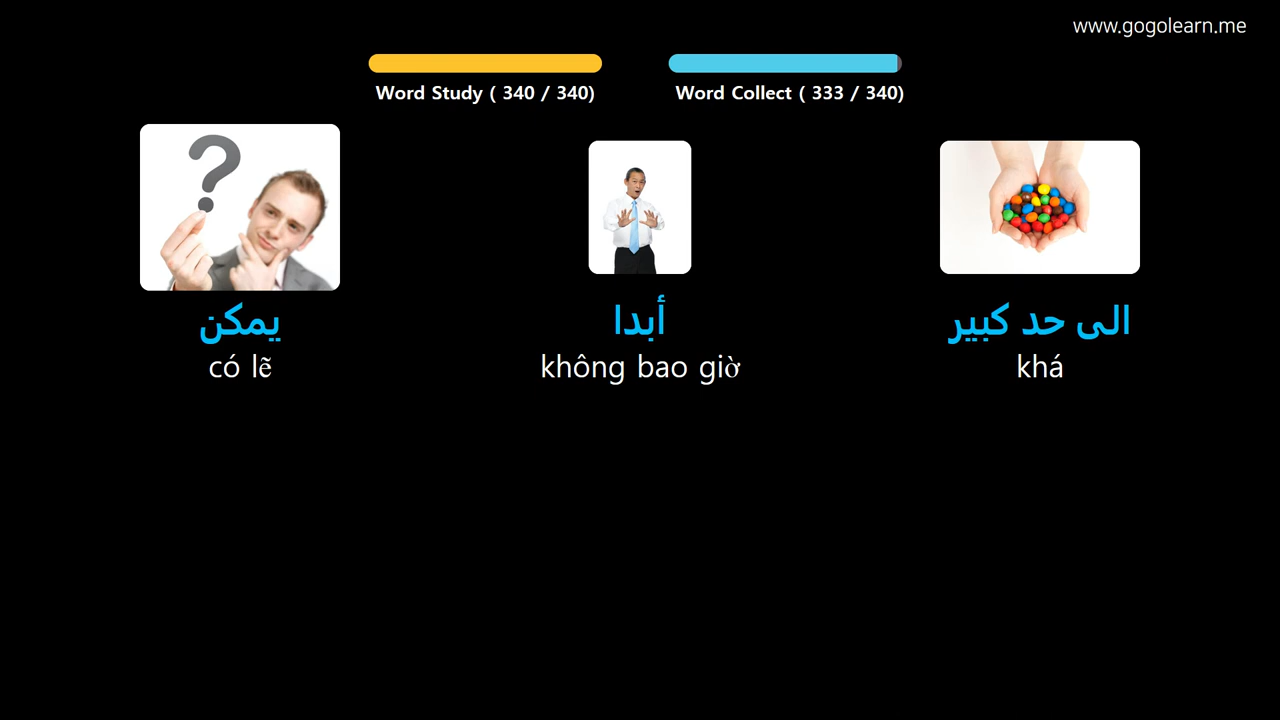 www.gogolearn.me
Word Study ( 340 / 340)
Word Collect ( 333 / 340)
?
يمكن
có lẽ
أبدا
không bao giờ
الى حد كبير
khá